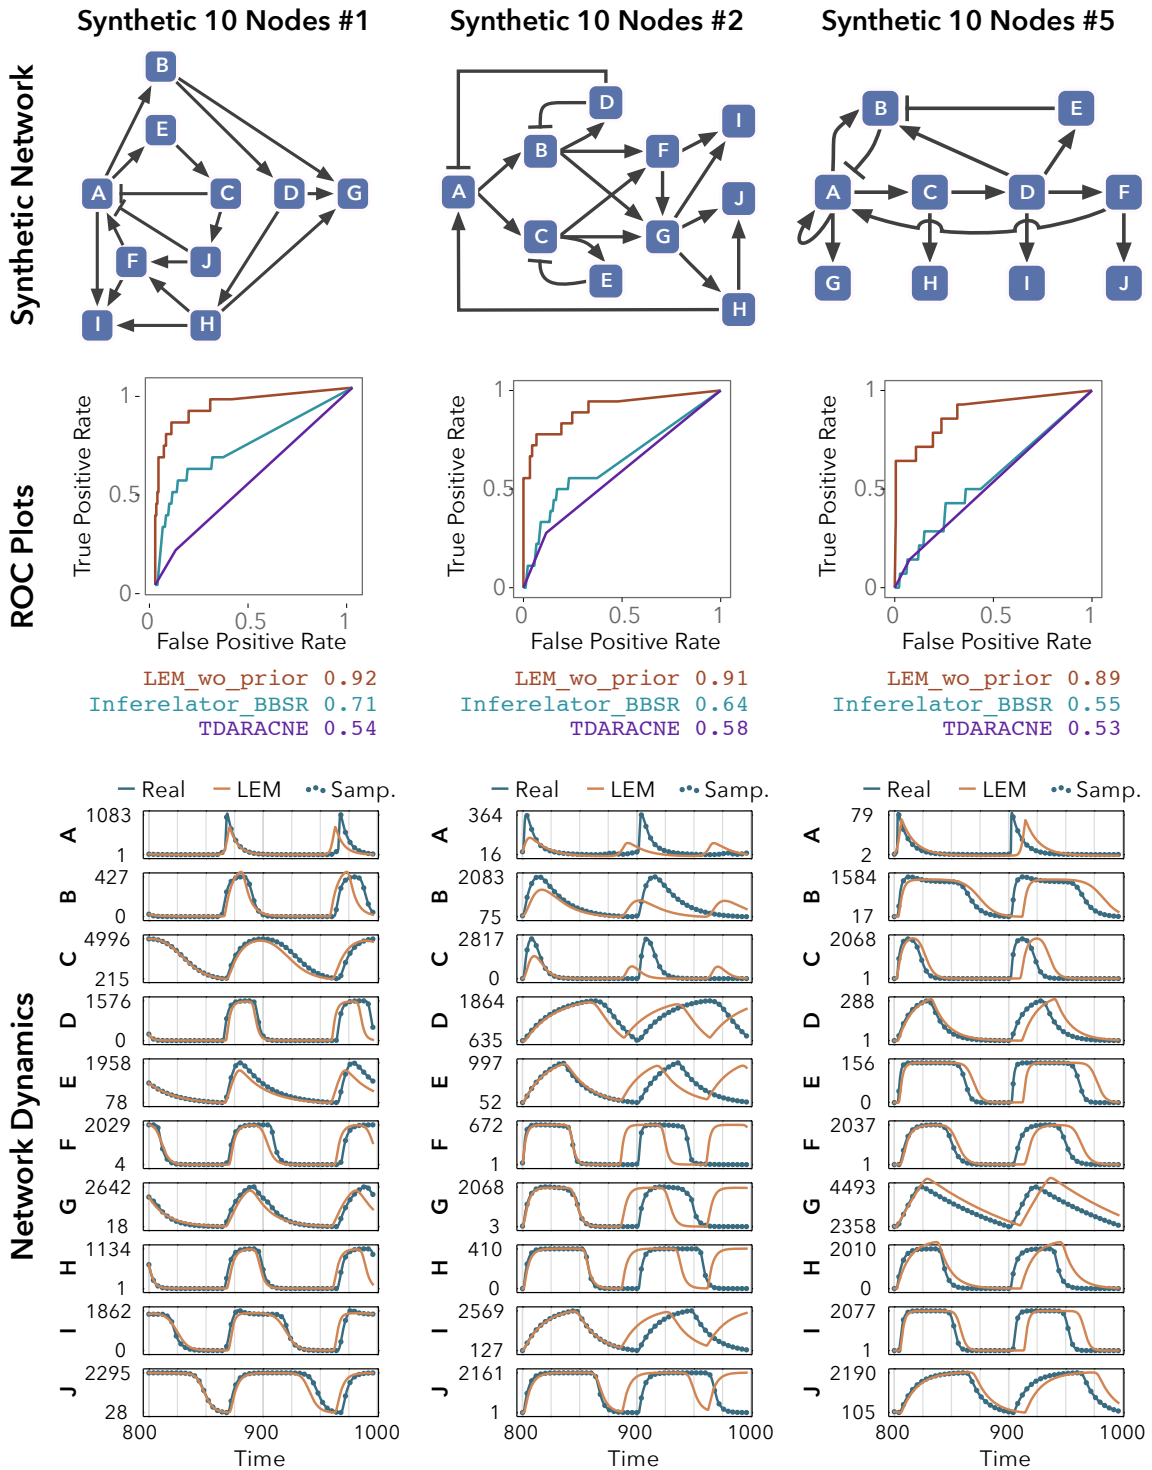 Synthetic 10 Nodes #1
Synthetic 10 Nodes #2
Synthetic 10 Nodes #5
Synthetic Network
B
E
A
C
D
G
F
J
I
H
D
I
B
F
A
J
C
G
E
H
B
E
A
C
D
F
G
H
I
J
ROC Plots
True Positive Rate
1
0.5
0
0
0.5
1
False Positive Rate
LEM_wo_prior 0.92
Inferelator_BBSR 0.71
TDARACNE 0.54
True Positive Rate
1
0.5
0
0
0.5
1
False Positive Rate
LEM_wo_prior 0.91
Inferelator_BBSR 0.64
TDARACNE 0.58
True Positive Rate
1
0.5
0
0
0.5
1
False Positive Rate
LEM_wo_prior 0.89
Inferelator_BBSR 0.55
TDARACNE 0.53
Network Dynamics
Real LEM Samp.
A 1083 1
B 427 0
C 4996 215
D 1576 0
E 1958 78
F 2029 4
G 2642 18
H 1134 1
I 1862 0
J 2295 28
800 900 1000
Time
Real LEM Samp.
A 364 16
B 2083 75
C 2817 0
D 1864 635
E 997 52
F 672 1
G 2068 3
H 410 0
I 2569 127
J 2161 1
800 900 1000
Time
Real LEM Samp.
A 79 2
B 1584 17
C 2068 1
D 288 1
E 156 0
F 2037 1
G 4493 2358
H 2010 0
I 2077 1
J 2190 105
800 900 1000
Time